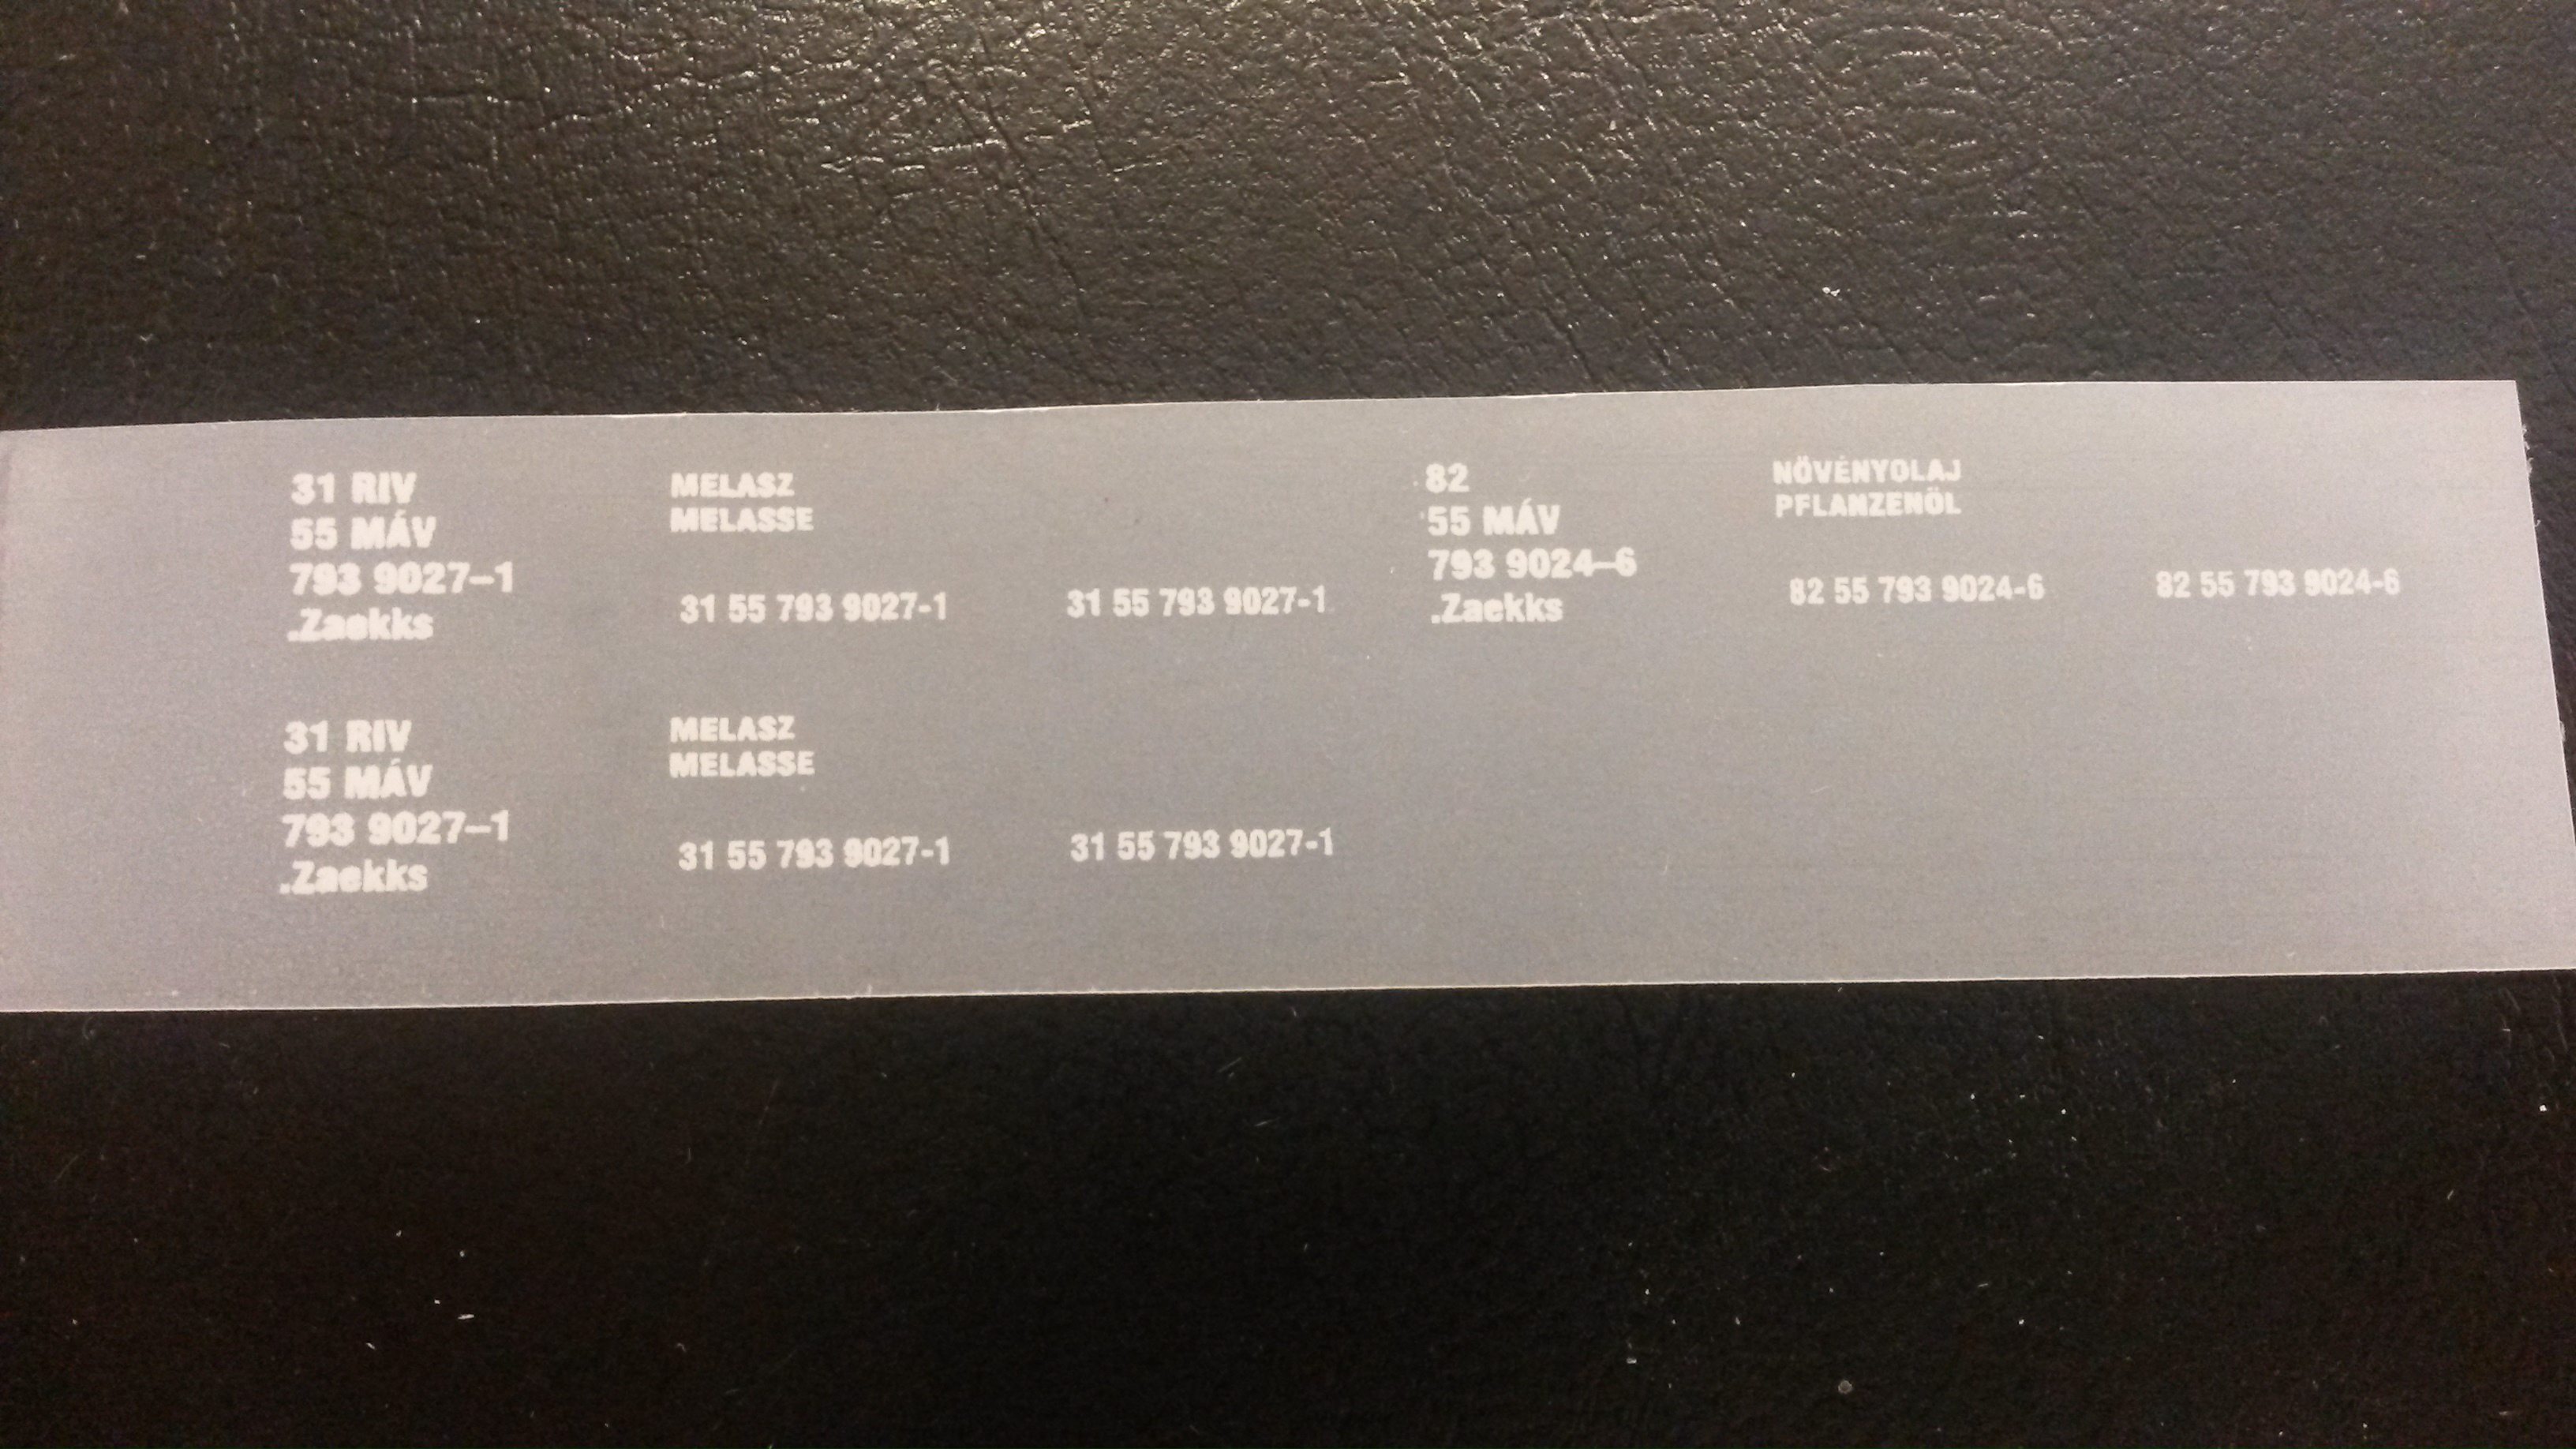 31 RIV
55 MÁV
793 9027–1
.Zaekks
MELASZ
MELASSE
31 55 793 9027-1
31 55 793 9027-1
82
55 MÁV
793 9024–6
.Zaekks
NÖVÉNYOLAJ
PFLANZENÖL
82 55 793 9024-6
82 55 793 9024-6
31 RIV
55 MÁV
793 9027–1
.Zaekks
MELASZ
MELASSE
31 55 793 9027-1
31 55 793 9027-1